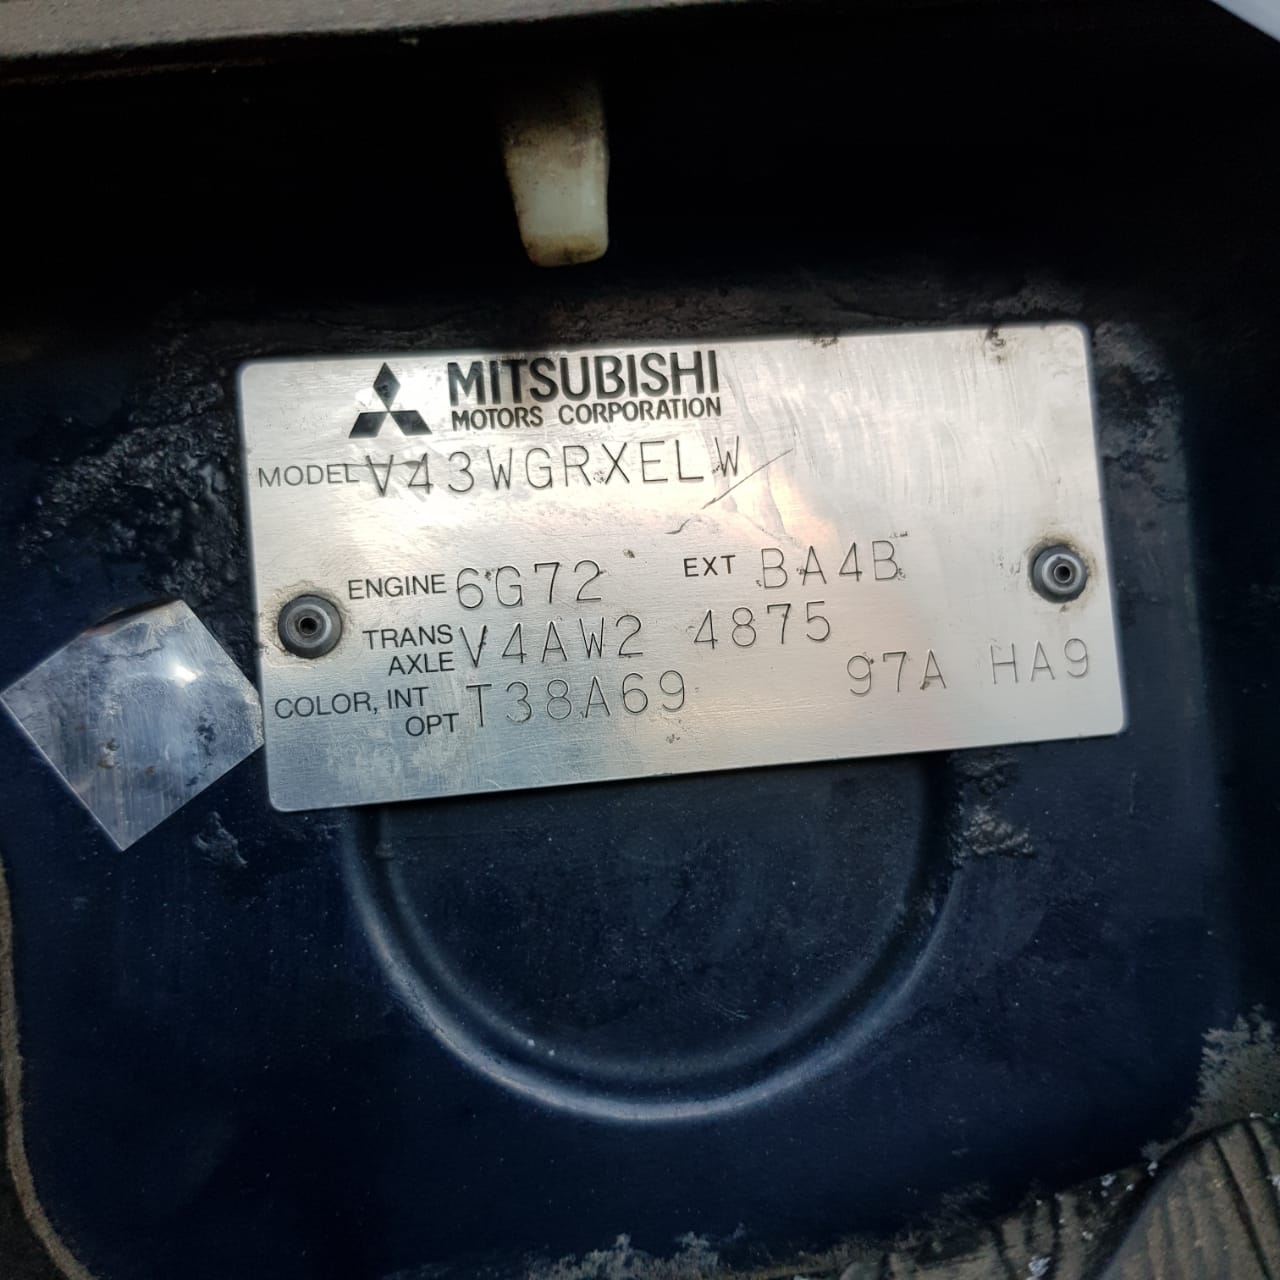 MITSUBISHI
MOTORS CORPORATION
MODEL V43WGRXELW
ENGINE 6G72 EXT BA4B
TRANS AXLE V4AW2 4875
COLOR, INT OPT T38A69 97A HA9